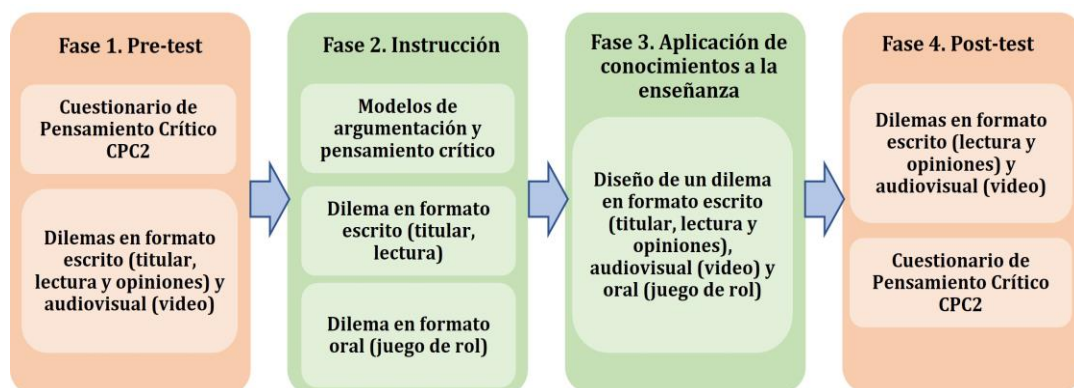 Fase 1. Pre-test
Cuestionario de
Pensamiento Crítico
CPC2
Dilemas en formato
escrito (titular,
lectura y opiniones) y
audiovisual (video)
Fase 2. Instrucción
Modelos de
argumentación y
pensamiento crítico
Dilema en formato
escrito (titular,
lectura)
Dilema en formato
oral (juego de rol)
Fase 3. Aplicación de
conocimientos a la
enseñanza
Diseño de un dilema
en formato escrito
(titular, lectura y
opiniones),
audiovisual (video) y
oral (juego de rol)
Fase 4. Post-test
Dilemas en formato
escrito (lectura y
opiniones) y
audiovisual (video)
Cuestionario de
Pensamiento Crítico
CPC2